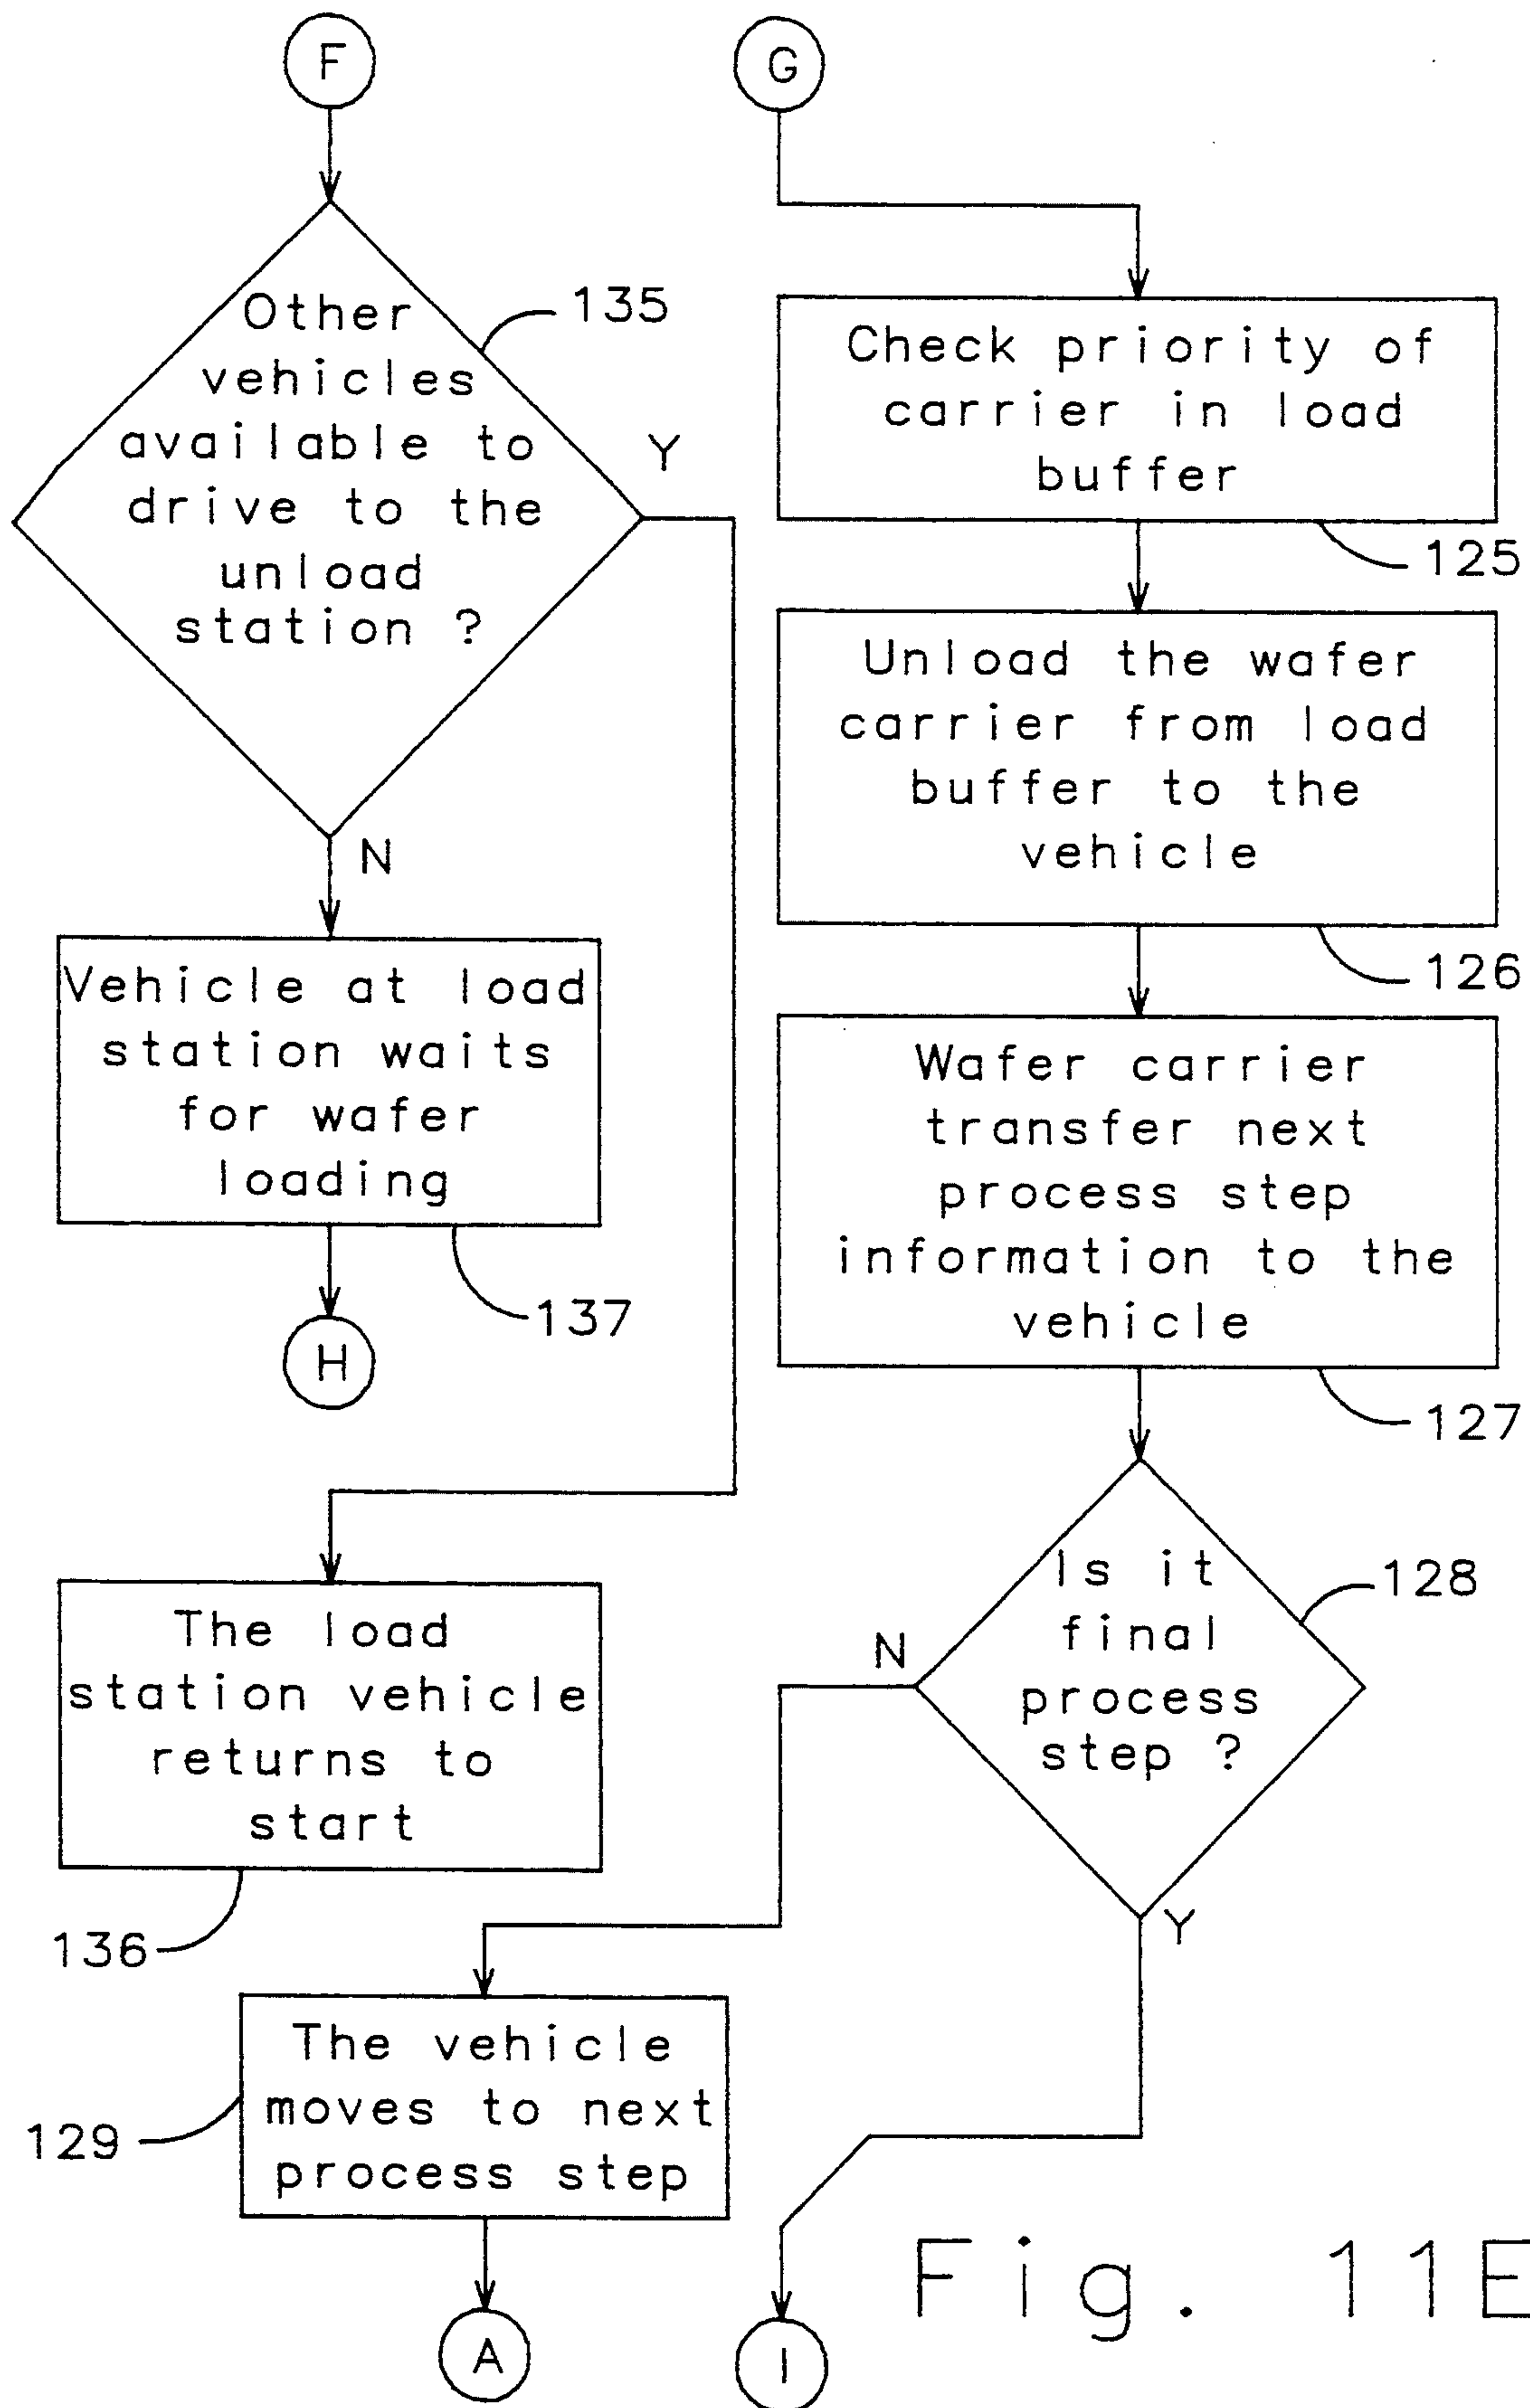 F
G
Other
vehicles
available to
drive to the
unload
station ?
135
Y
N
Vehicle at load
station waits
for wafer
loading
137
H
The load
station vehicle
returns to
start
136
Check priority of
carrier in load
buffer
125
Unload the wafer
carrier from load
buffer to the
vehicle
126
Wafer carrier
transfer next
process step
information to the
vehicle
127
Is it
final
process
step ?
128
N
Y
The vehicle
moves to next
process step
129
A
I
Fig. 11E